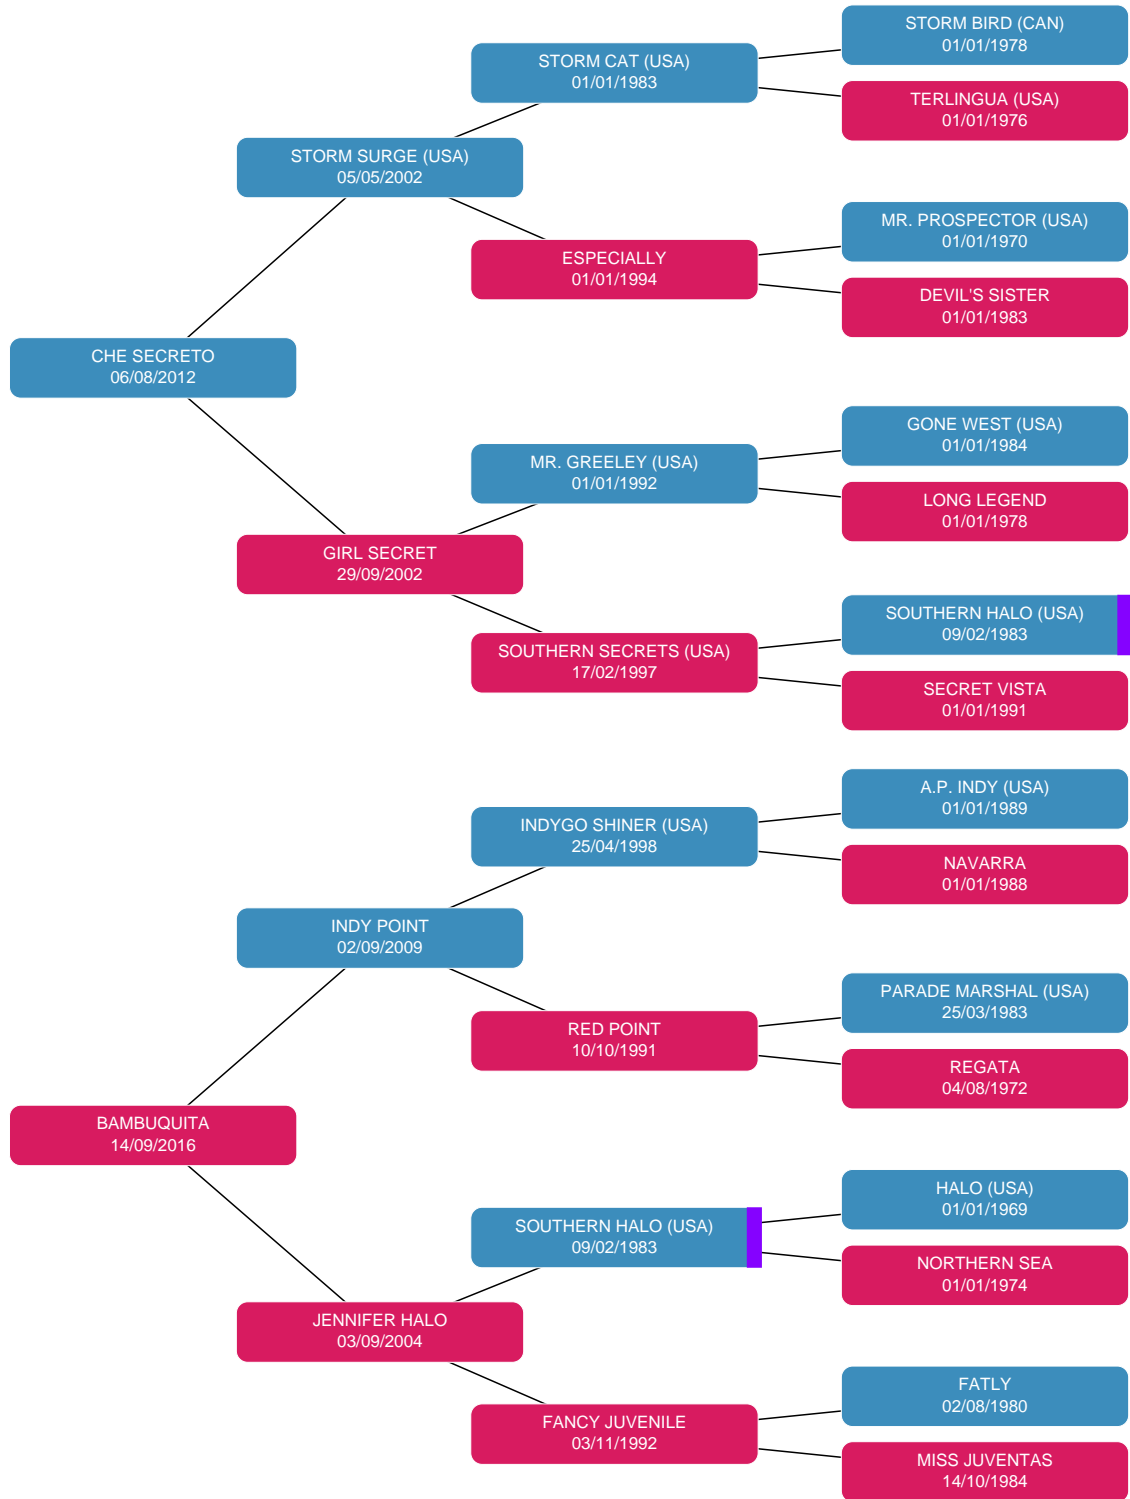 STORM BIRD (CAN)
01/01/1978
STORM CAT (USA)
01/01/1983
TERLINGUA (USA)
01/01/1976
STORM SURGE (USA)
05/05/2002
MR. PROSPECTOR (USA)
01/01/1970
ESPECIALLY
01/01/1994
DEVIL'S SISTER
01/01/1983
CHE SECRETO
06/08/2012
GONE WEST (USA)
01/01/1984
MR. GREELEY (USA)
01/01/1992
LONG LEGEND
01/01/1978
GIRL SECRET
29/09/2002
SOUTHERN HALO (USA)
09/02/1983
SOUTHERN SECRETS (USA)
17/02/1997
SECRET VISTA
01/01/1991
A.P. INDY (USA)
01/01/1989
INDYGO SHINER (USA)
25/04/1998
NAVARRA
01/01/1988
INDY POINT
02/09/2009
PARADE MARSHAL (USA)
25/03/1983
RED POINT
10/10/1991
REGATA
04/08/1972
BAMBUQUITA
14/09/2016
HALO (USA)
01/01/1969
SOUTHERN HALO (USA)
09/02/1983
NORTHERN SEA
01/01/1974
JENNIFER HALO
03/09/2004
FATLY
02/08/1980
FANCY JUVENILE
03/11/1992
MISS JUVENTAS
14/10/1984